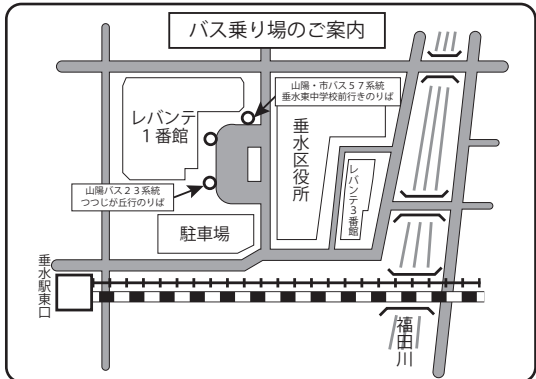 バス乗り場のご案内
山陽・市バス５７系統
垂水東中学校前行きのりば
レバンテ
１番館
垂水区役所
レバンテ３番館
山陽バス２３系統
つつじが丘行のりば
駐車場
垂水駅東口
福田川